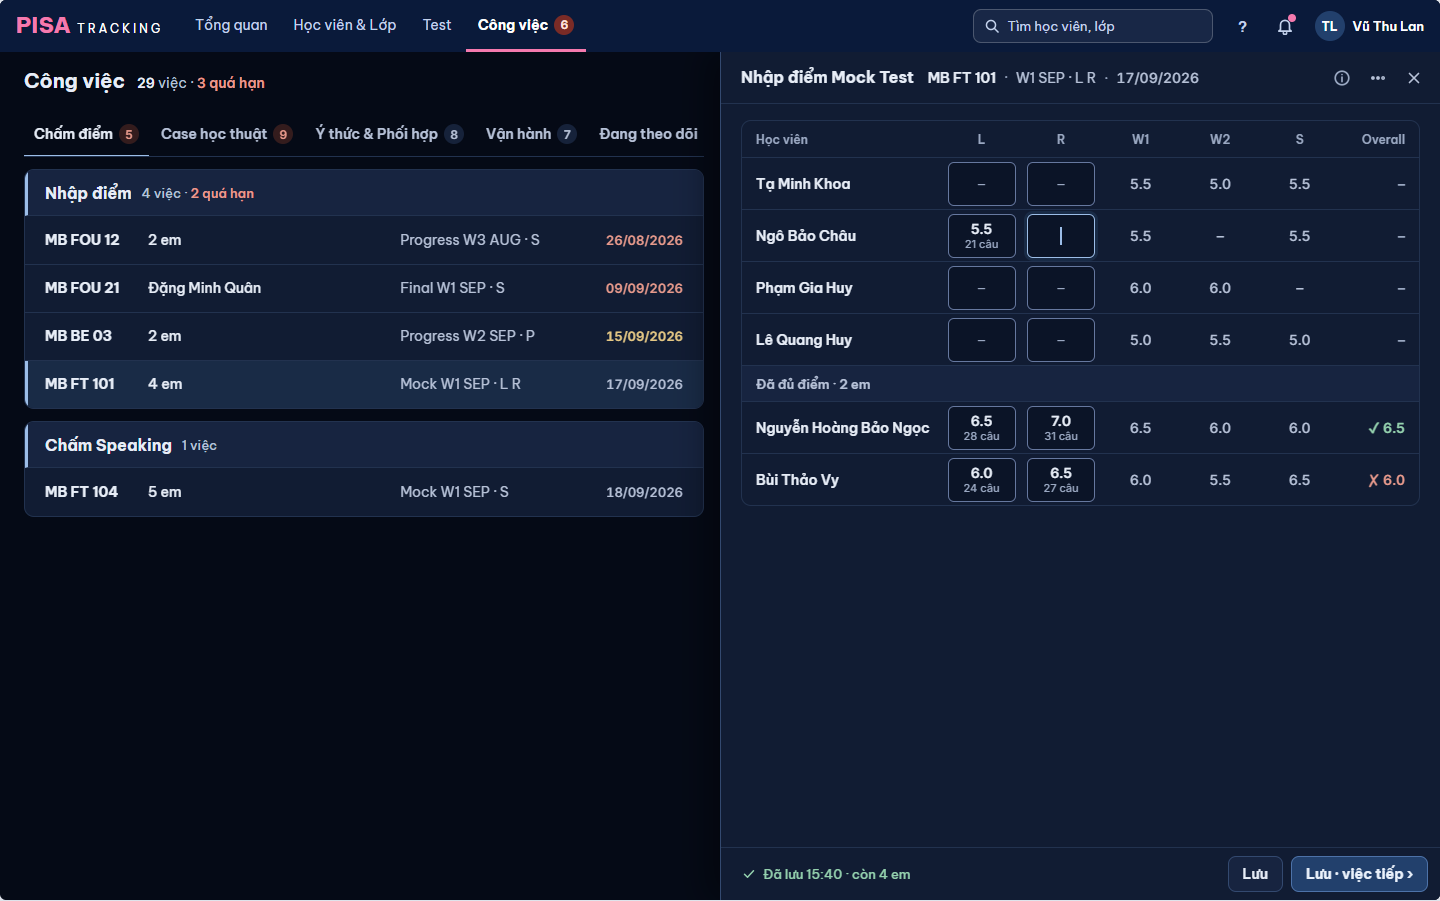 PISA TRACKING Tổng quan Học viên & Lớp Test Công việc 6 Tìm học viên, lớp ? TL Vũ Thu Lan
Công việc 29 việc · 3 quá hạn
Chấm điểm 5 Case học thuật 9 Ý thức & Phối hợp 8 Vận hành 7 Đang theo dõi
Nhập điểm 4 việc · 2 quá hạn
MB FOU 12 2 em Progress W3 AUG · S 26/08/2026
MB FOU 21 Đặng Minh Quân Final W1 SEP · S 09/09/2026
MB BE 03 2 em Progress W2 SEP · P 15/09/2026
MB FT 101 4 em Mock W1 SEP · L R 17/09/2026
Chấm Speaking 1 việc
MB FT 104 5 em Mock W1 SEP · S 18/09/2026
Nhập điểm Mock Test MB FT 101 · W1 SEP · L R · 17/09/2026
Học viên L R W1 W2 S Overall
Tạ Minh Khoa – – 5.5 5.0 5.5 –
Ngô Bảo Châu 5.5 5.5 – 5.5 –
21 câu
Phạm Gia Huy – – 6.0 6.0 – –
Lê Quang Huy – – 5.0 5.5 5.0 –
Đã đủ điểm · 2 em
Nguyễn Hoàng Bảo Ngọc 6.5 7.0 6.5 6.0 6.0 ✓ 6.5
28 câu 31 câu
Bùi Thảo Vy 6.0 6.5 6.0 5.5 6.5 ✗ 6.0
24 câu 27 câu
✓ Đã lưu 15:40 · còn 4 em Lưu Lưu · việc tiếp ›